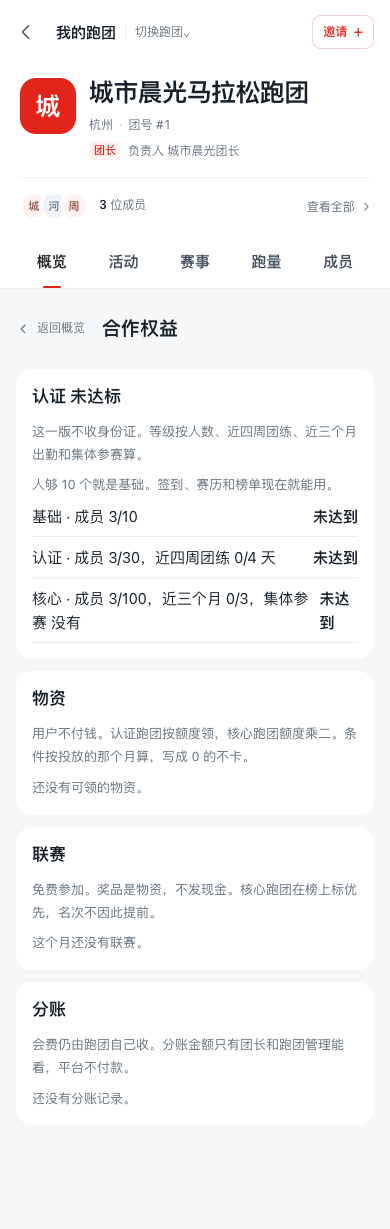 我的跑团 切换跑团
邀请 +
城
城市晨光马拉松跑团
杭州 · 团号 #1
团长 负责人 城市晨光团长
城 河 周 3 位成员 查看全部
概览 活动 赛事 跑量 成员
返回概览 合作权益
认证 未达标
这一版不收身份证。等级按人数、近四周团练、近三个月
出勤和集体参赛算。
人够 10 个就是基础。签到、赛历和榜单现在就能用。
基础 · 成员 3/10 未达到
认证 · 成员 3/30，近四周团练 0/4 天 未达到
核心 · 成员 3/100，近三个月 0/3，集体参 未达
赛 没有 到
物资
用户不付钱。认证跑团按额度领，核心跑团额度乘二。条
件按投放的那个月算，写成 0 的不卡。
还没有可领的物资。
联赛
免费参加。奖品是物资，不发现金。核心跑团在榜上标优
先，名次不因此提前。
这个月还没有联赛。
分账
会费仍由跑团自己收。分账金额只有团长和跑团管理能
看，平台不付款。
还没有分账记录。